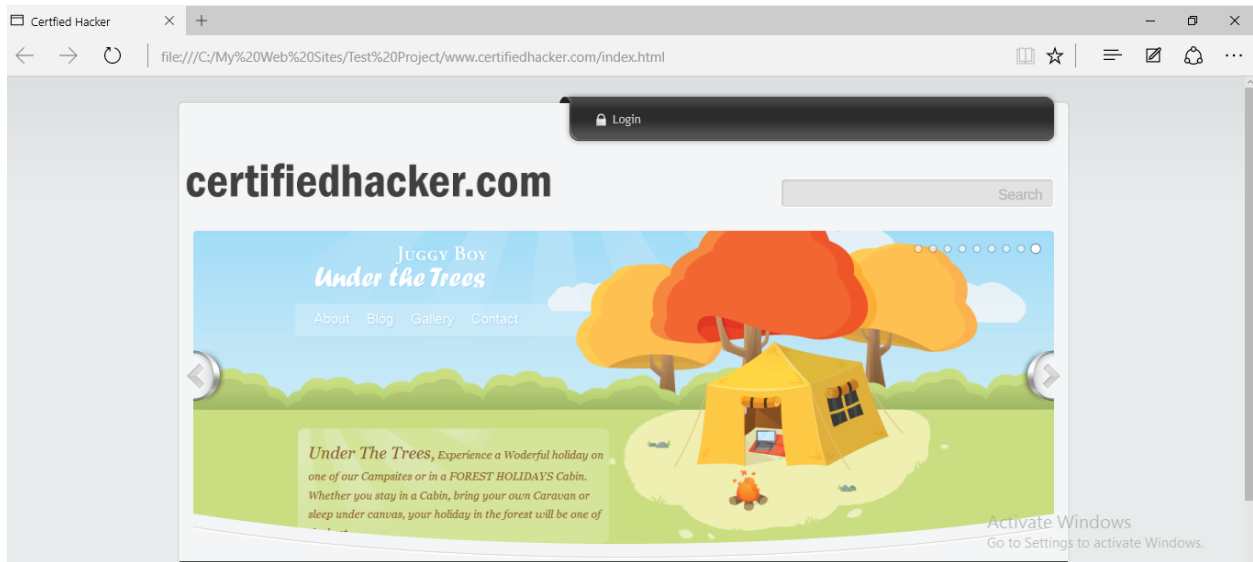 Certfied Hacker
file:///C:/My%20Web%20Sites/Test%20Project/www.certifiedhacker.com/index.html
Login
certifiedhacker.com
Search
Juggy Boy
Under the Trees
About Blog Gallery Contact
Under The Trees, Experience a Woderful holiday on
one of our Campsites or in a FOREST HOLIDAYS Cabin.
Whether you stay in a Cabin, bring your own Caravan or
sleep under canvas, your holiday in the forest will be one of
Activate Windows
Go to Settings to activate Windows.